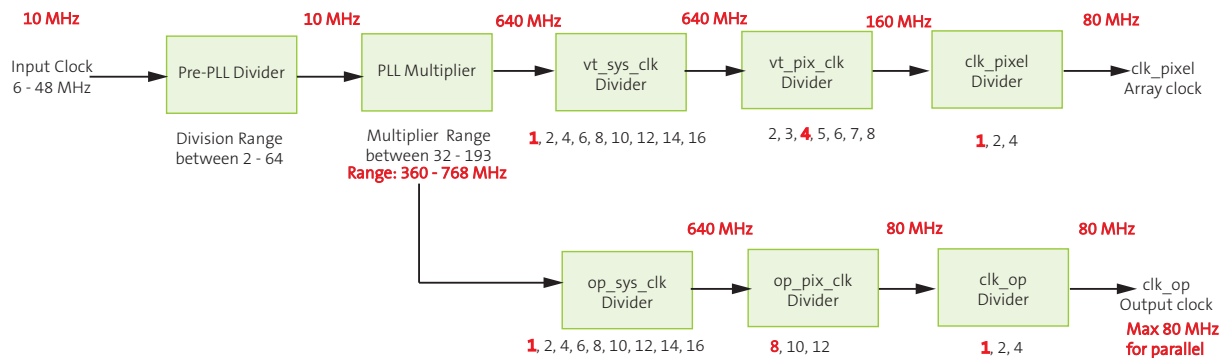 10 MHz
10 MHz
640 MHz
640 MHz
160 MHz
80 MHz
Input Clock
6 - 48 MHz
Pre-PLL Divider
PLL Multiplier
vt_sys_clk
Divider
vt_pix_clk
Divider
clk_pixel
Divider
clk_pixel
Array clock
Division Range
between 2 - 64
Multiplier Range
between 32 - 193
Range: 360 - 768 MHz
1, 2, 4, 6, 8, 10, 12, 14, 16
2, 3, 4, 5, 6, 7, 8
1, 2, 4
640 MHz
80 MHz
80 MHz
op_sys_clk
Divider
op_pix_clk
Divider
clk_op
Divider
clk_op
Output clock
Max 80 MHz
for parallel
1, 2, 4, 6, 8, 10, 12, 14, 16
8, 10, 12
1, 2, 4